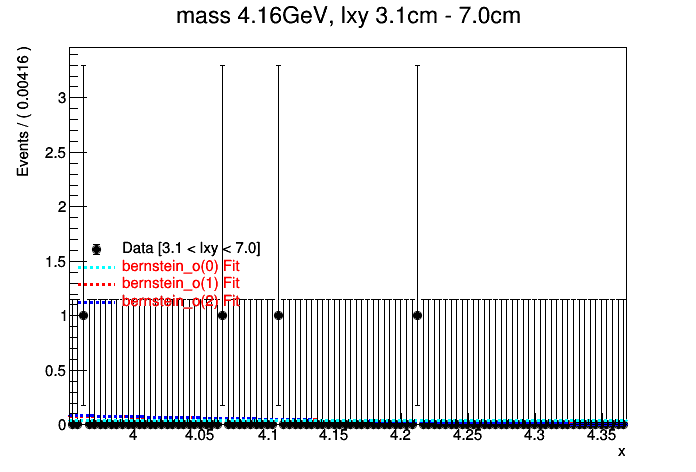 mass 4.16GeV, lxy 3.1cm - 7.0cm
Events / ( 0.00416 )
3
2.5
2
1.5
1
0.5
0
Data [3.1 < lxy < 7.0]
bernstein_o(0) Fit
bernstein_o(1) Fit
bernstein_o(2) Fit
4 4.05 4.1 4.15 4.2 4.25 4.3 4.35
x